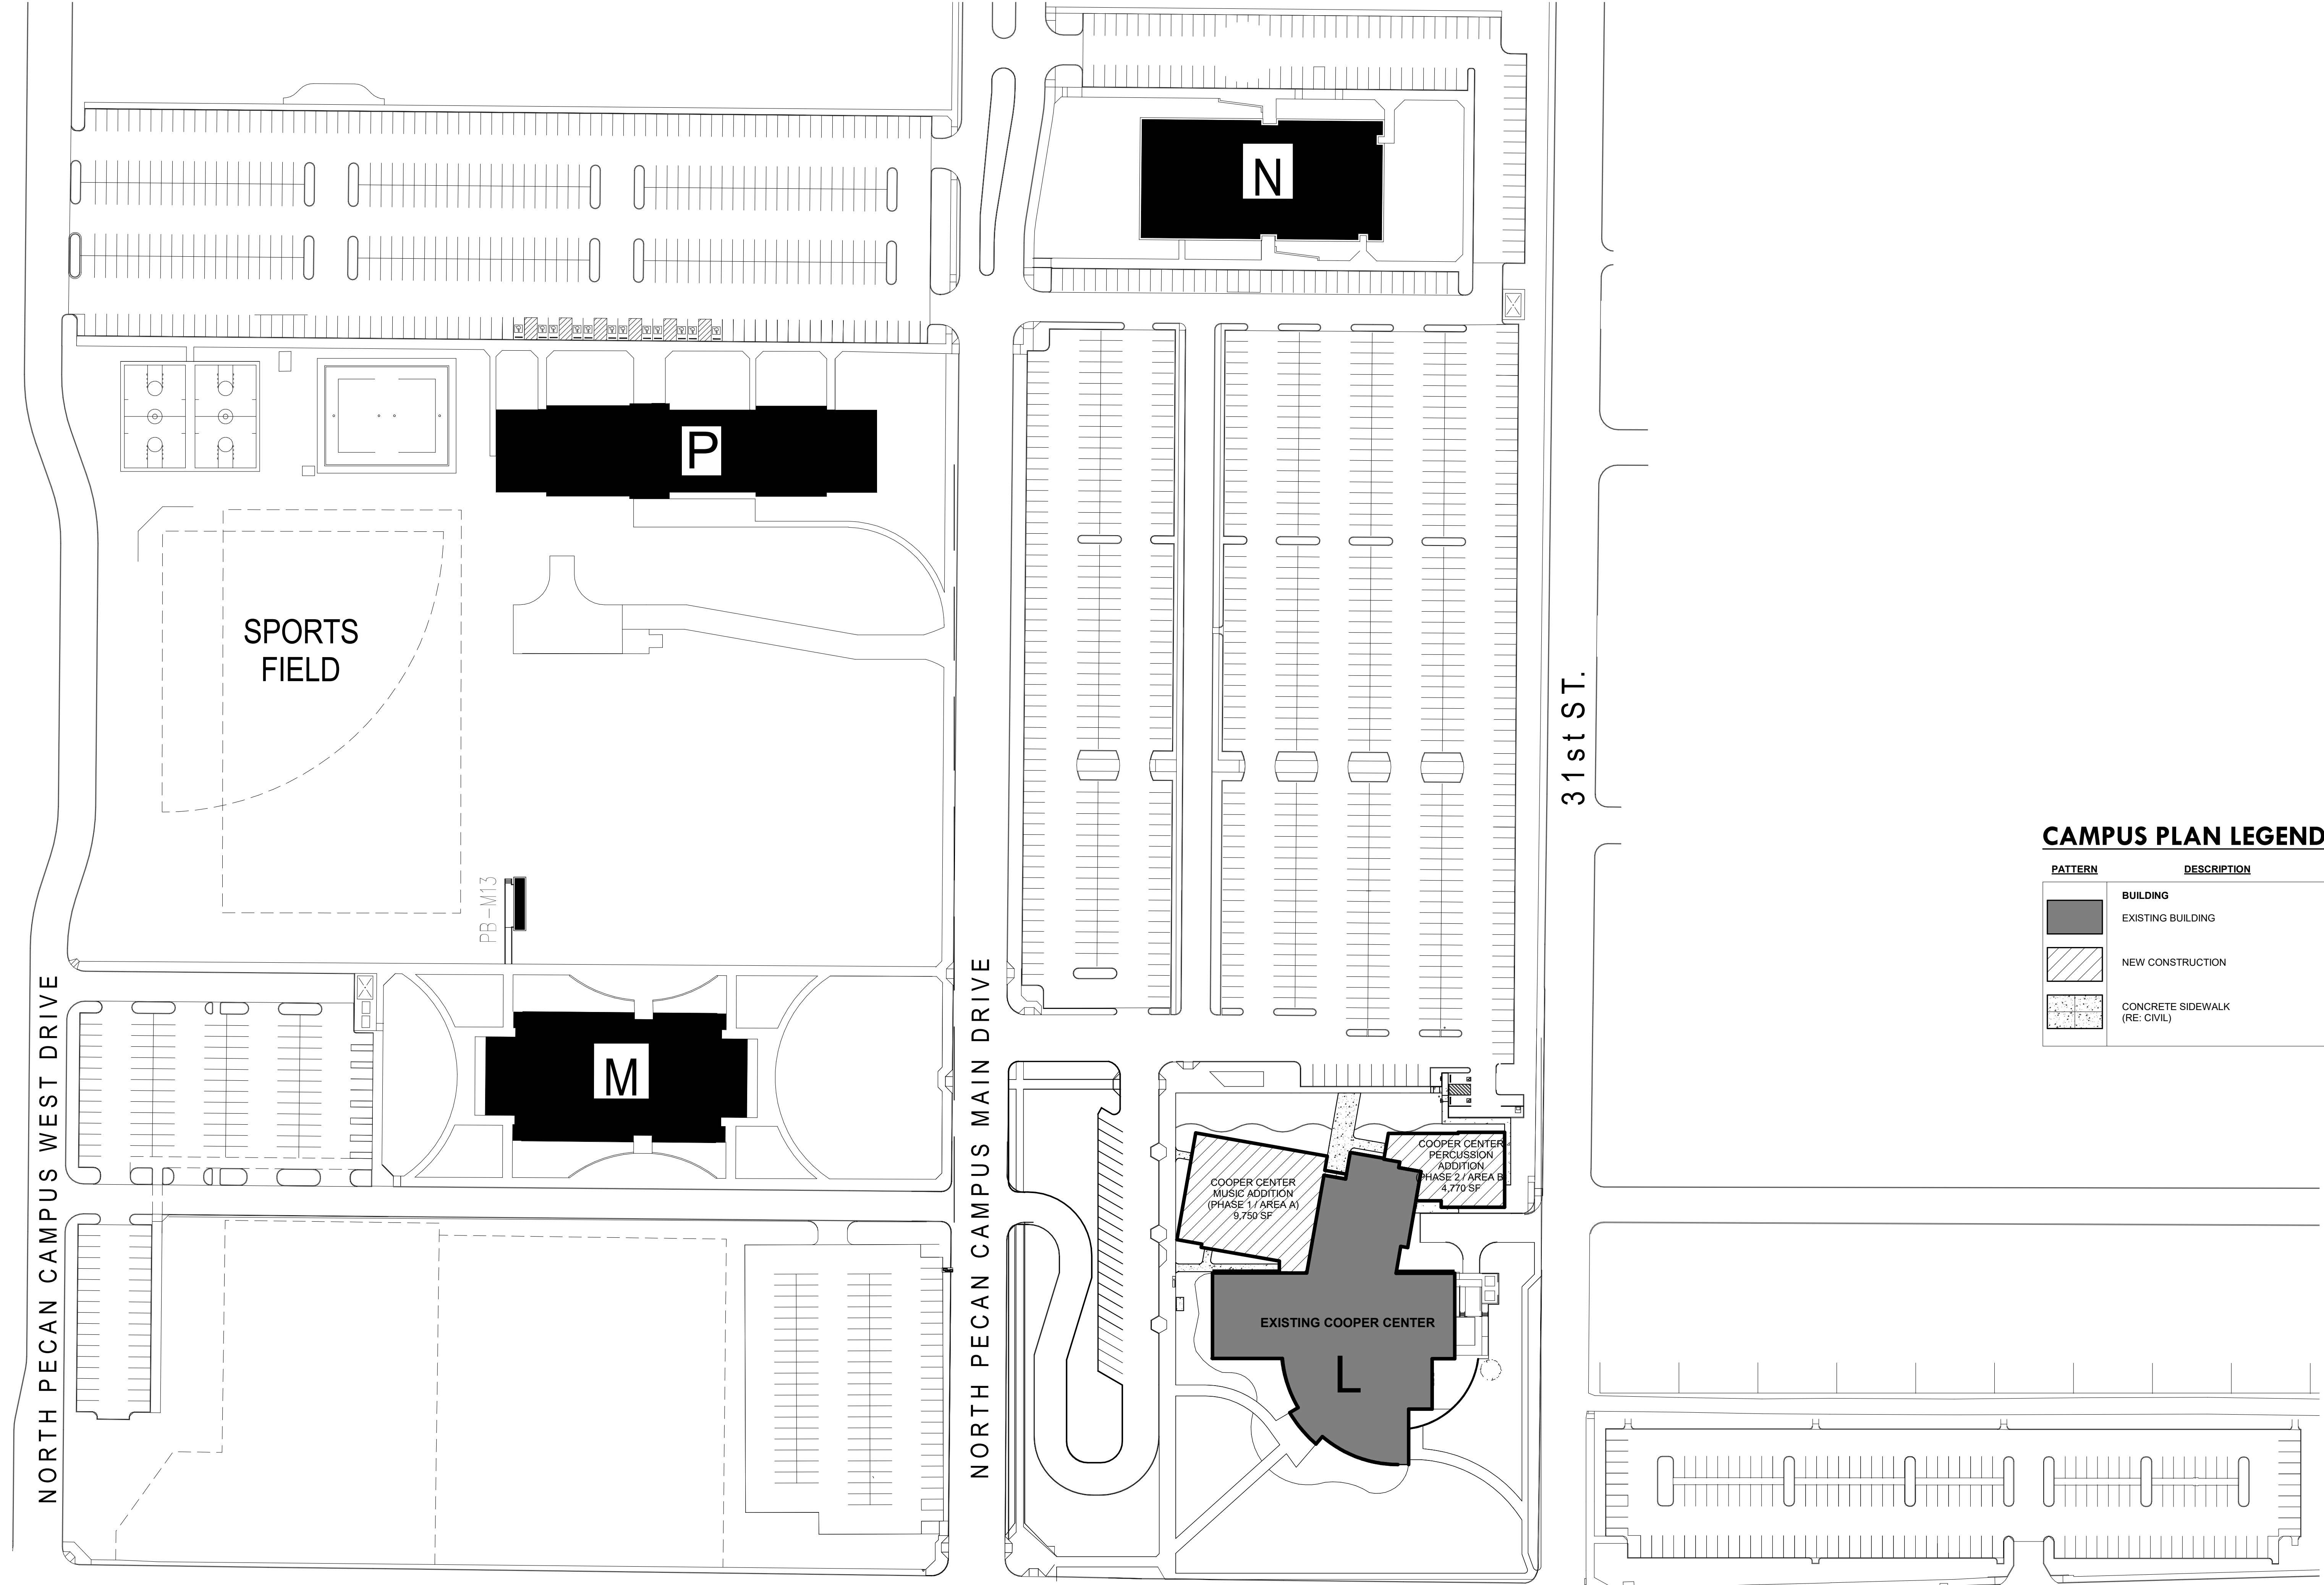 N
P
SPORTS
FIELD
31st ST.
CAMPUS PLAN LEGEND
PATTERN
DESCRIPTION
BUILDING
EXISTING BUILDING
NEW CONSTRUCTION
CONCRETE SIDEWALK
(RE: CIVIL)
PB-M13
NORTH PECAN CAMPUS WEST DRIVE
M
NORTH PECAN CAMPUS MAIN DRIVE
COOPER CENTER
PERCUSSION
ADDITION
(PHASE 2 / AREA B
4,770 SF
COOPER CENTER
MUSIC ADDITION
(PHASE 1 / AREA A)
9,750 SF
EXISTING COOPER CENTER
L